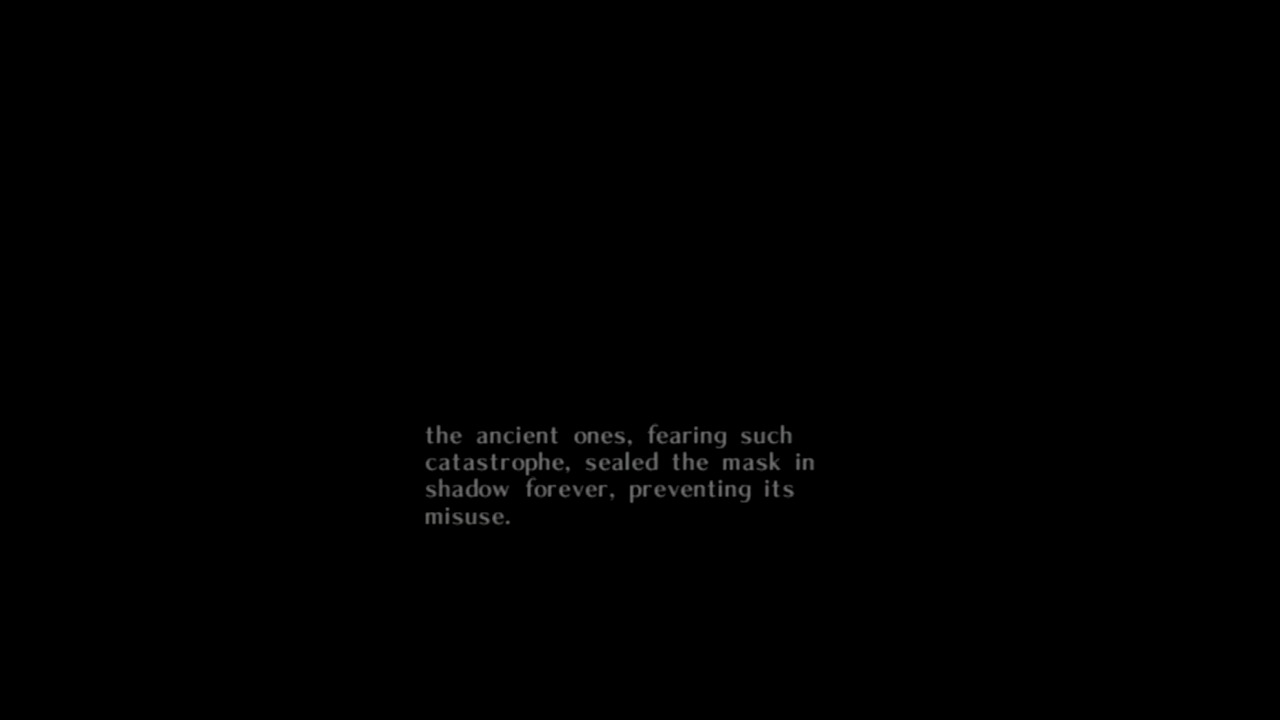 the ancient ones, fearing such
catastrophe, sealed the mask in
shadow forever, preventing its
misuse.